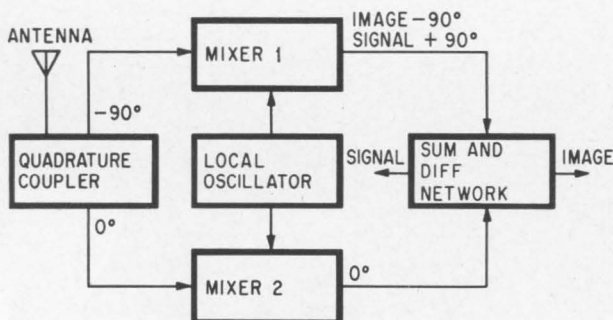 ANTENNA
MIXER 1
IMAGE-90°
SIGNAL + 90°
-90°
QUADRATURE
COUPLER
LOCAL
OSCILLATOR
SIGNAL
SUM AND
DIFF
NETWORK
IMAGE
0°
MIXER 2
0°